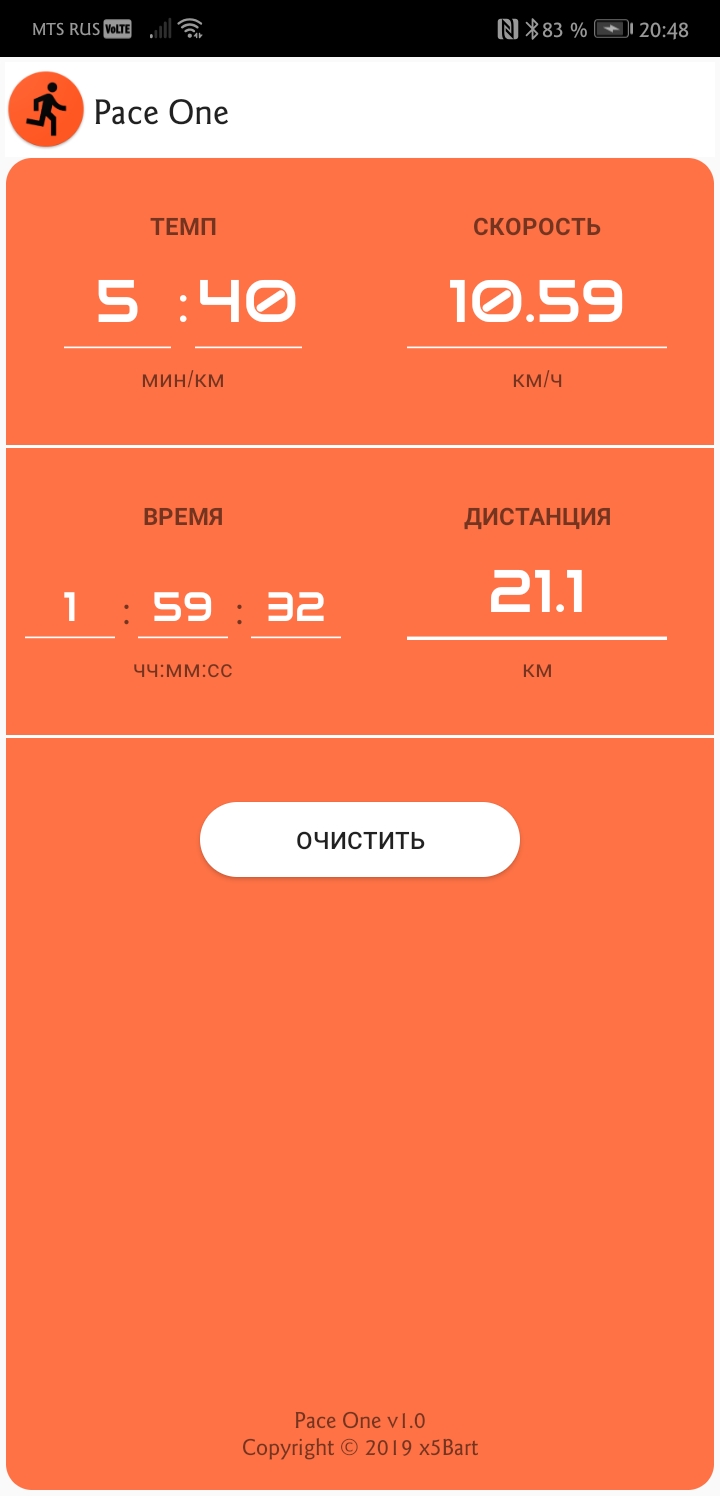 MTS RUS VoLTE 83 % 20:48
Pace One
ТЕМП СКОРОСТЬ
5 : 40 10.59
мин/км км/ч
ВРЕМЯ ДИСТАНЦИЯ
1 : 59 : 32 21.1
чч:мм:сс км
ОЧИСТИТЬ
Pace One v1.0
Copyright © 2019 x5Bart